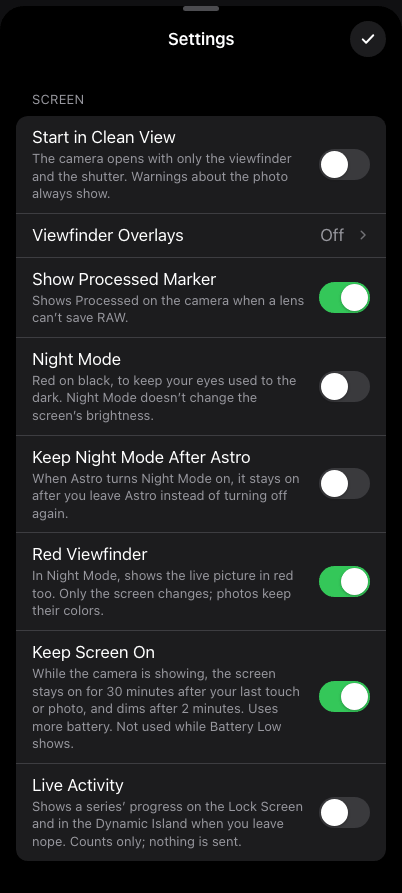 Settings
SCREEN
Start in Clean View
The camera opens with only the viewfinder
and the shutter. Warnings about the photo
always show.
Viewfinder Overlays
Off
Show Processed Marker
Shows Processed on the camera when a lens
can’t save RAW.
Night Mode
Red on black, to keep your eyes used to the
dark. Night Mode doesn’t change the
screen’s brightness.
Keep Night Mode After Astro
When Astro turns Night Mode on, it stays on
after you leave Astro instead of turning off
again.
Red Viewfinder
In Night Mode, shows the live picture in red
too. Only the screen changes; photos keep
their colors.
Keep Screen On
While the camera is showing, the screen
stays on for 30 minutes after your last touch
or photo, and dims after 2 minutes. Uses
more battery. Not used while Battery Low
shows.
Live Activity
Shows a series’ progress on the Lock Screen
and in the Dynamic Island when you leave
nope. Counts only; nothing is sent.